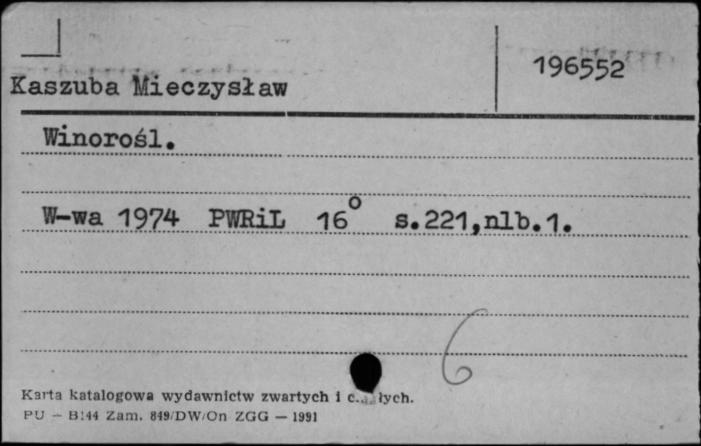 196552
Kaszuba Mieczysław
Winorośl.
W-wa 1974 PWRiL 16° s.221,nlb.1.
6
Karta katalogowa wydawnictw zwartych i
PU – B144 Zam. 849/DW/On ZGG — 1991